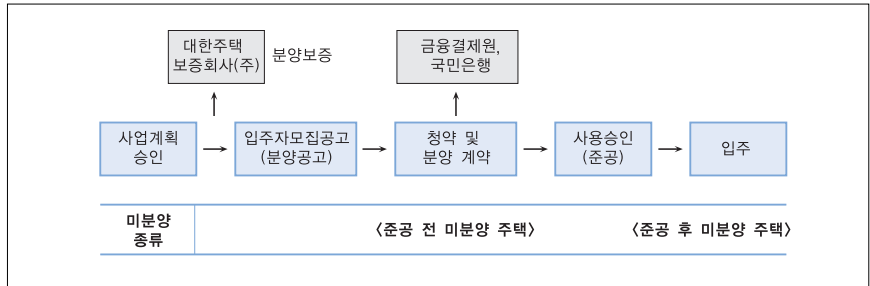 대한주택
보증회사(주)
분양보증
금융결제원,
국민은행
사업계획
승인
입주자모집공고
(분양공고)
청약 및
분양 계약
사용승인
(준공)
입주
미분양
종류
〈준공 전 미분양 주택〉
〈준공 후 미분양 주택〉